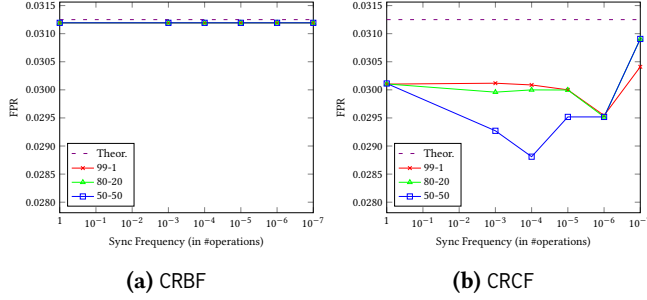 0.0315
0.0310
0.0305
0.0300
0.0295
0.0290
0.0285
0.0280
FPR
Theor.
99-1
80-20
50-50
1 10⁻¹ 10⁻² 10⁻³ 10⁻⁴ 10⁻⁵ 10⁻⁶ 10⁻⁷
Sync Frequency (in #operations)
(a) CRBF
0.0315
0.0310
0.0305
0.0300
0.0295
0.0290
0.0285
0.0280
FPR
Theor.
99-1
80-20
50-50
1 10⁻¹ 10⁻² 10⁻³ 10⁻⁴ 10⁻⁵ 10⁻⁶ 10⁻⁷
Sync Frequency (in #operations)
(b) CRCF